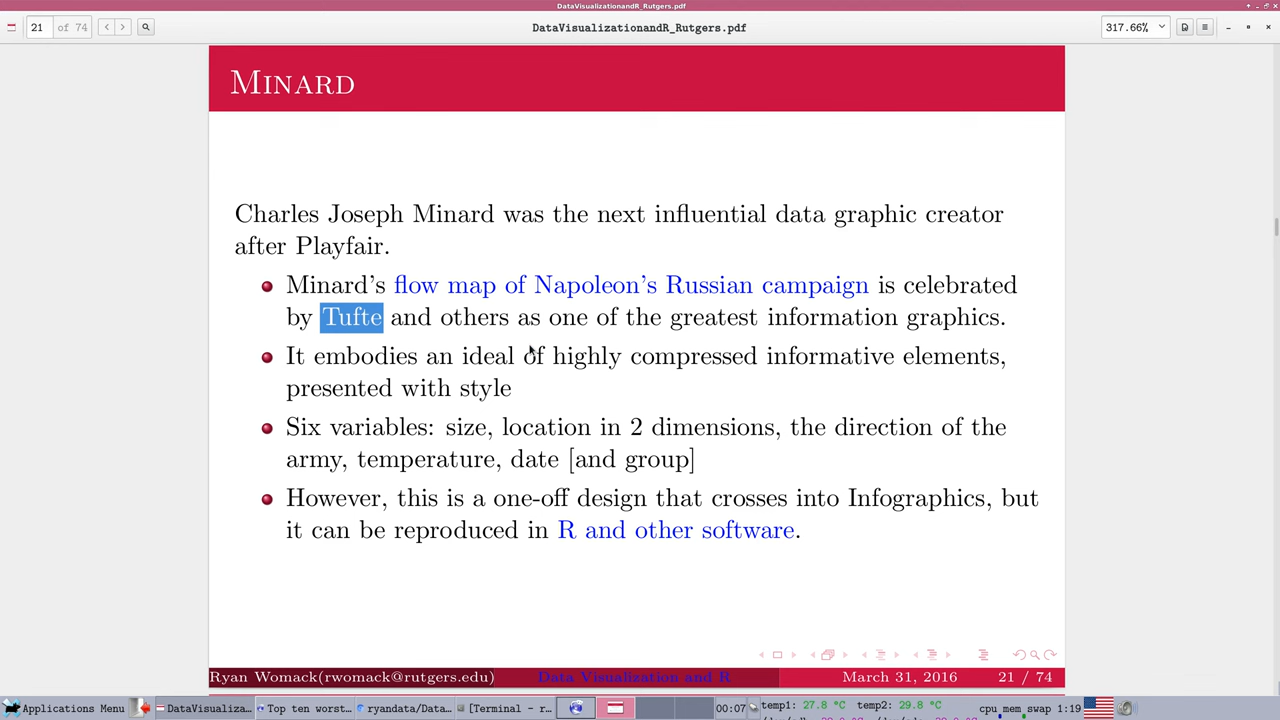 DataVisualizationandR_Rutgers.pdf
21 of 74
DataVisualizationandR_Rutgers.pdf
317.66%
MINARD
Charles Joseph Minard was the next influential data graphic creator
after Playfair.
Minard's flow map of Napoleon's Russian campaign is celebrated
by Tufte and others as one of the greatest information graphics.
It embodies an ideal of highly compressed informative elements,
presented with style
Six variables: size, location in 2 dimensions, the direction of the
army, temperature, date [and group]
However, this is a one-off design that crosses into Infographics, but
it can be reproduced in R and other software.
Ryan Womack(rwomack@rutgers.edu) Data Visualization and R March 31, 2016 21 / 74
Applications Menu DataVisualiza... Top ten worst... ryanw.../Data... [Terminal - r... 00:07 temp1: 27.8 °C temp2: 29.8 °C cpu mem swap 1:19